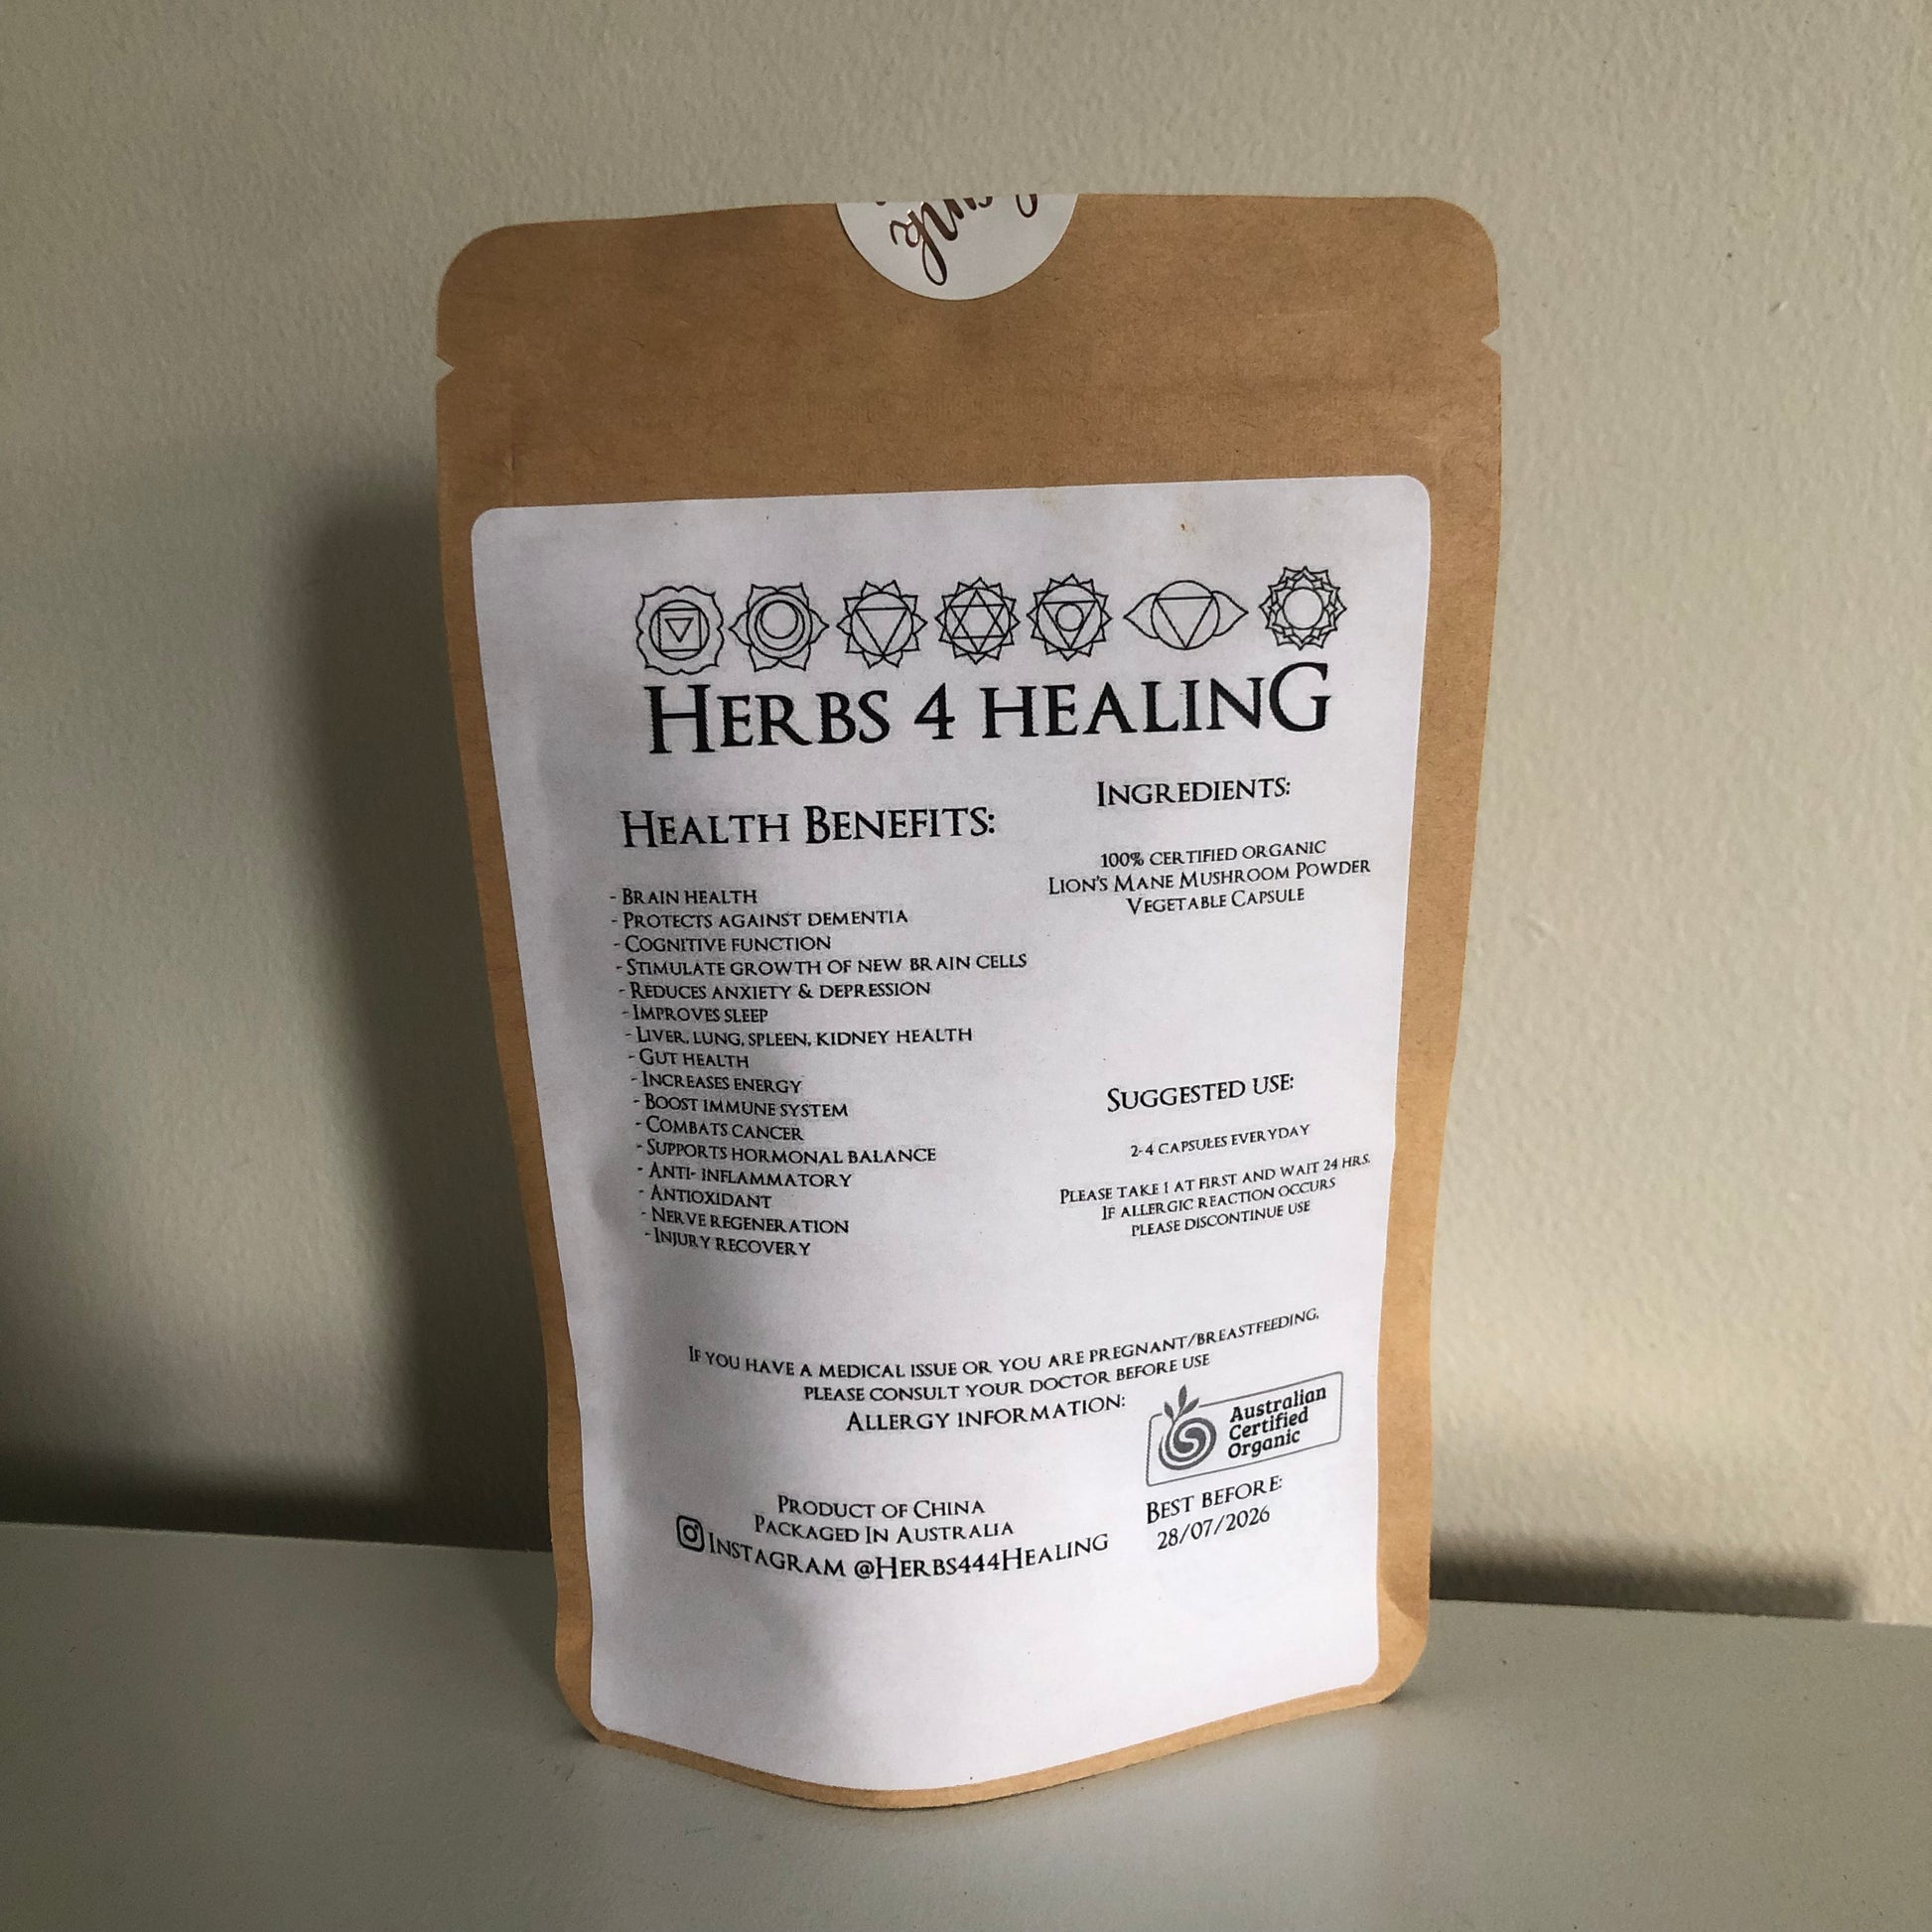 Herbs 4 healing
Health Benefits:
- Brain health
- Protects against dementia
- Cognitive function
- Stimulate growth of new brain cells
- Reduces anxiety & depression
- Improves sleep
- Liver, lung, spleen, kidney health
- Gut health
- Increases energy
- Boost immune system
- Combats cancer
- Supports hormonal balance
- Anti- inflammatory
- Antioxidant
- Nerve regeneration
- Injury recovery
Ingredients:
100% certified organic
Lion's Mane Mushroom Powder
Vegetable Capsule
Suggested use:
2-4 capsules everyday
Please take 1 at first and wait 24 hrs.
If allergic reaction occurs
please discontinue use
If you have a medical issue or you are pregnant/breastfeeding,
please consult your doctor before use
Allergy information:
Australian
Certified
Organic
Product of China
Packaged In Australia
Instagram @Herbs444Healing
Best before:
28/07/2026